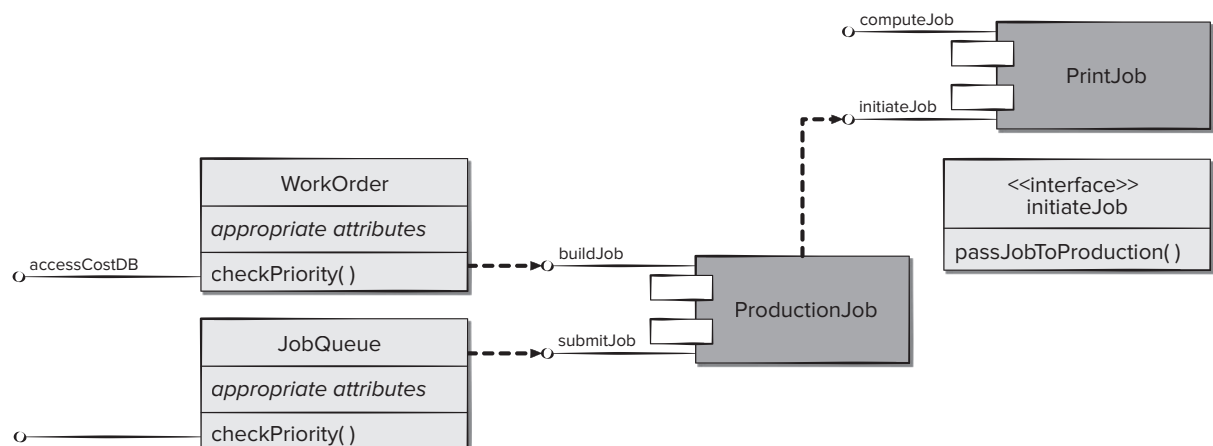 computeJob
PrintJob
initiateJob
WorkOrder
<<interface>>
initiateJob
appropriate attributes
passJobToProduction( )
accessCostDB
checkPriority( )
buildJob
ProductionJob
JobQueue
submitJob
appropriate attributes
checkPriority( )